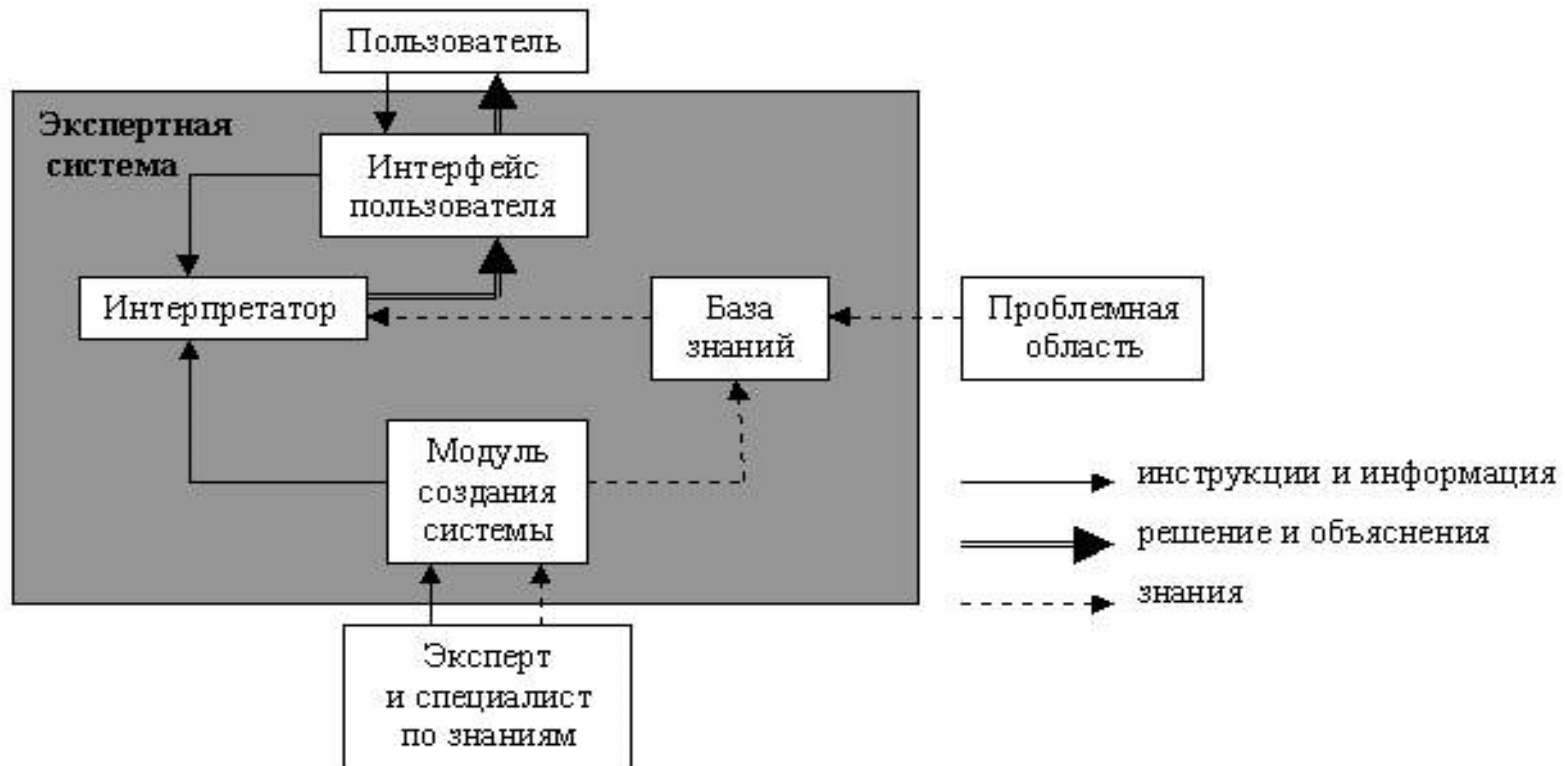 Пользователь
Экспертная
система
Интерфейс
пользователя
Интерпретатор
База
знаний
Проблемная
область
Модуль
создания
системы
инструкции и информация
решение и объяснения
знания
Эксперт
и специалист
по знаниям